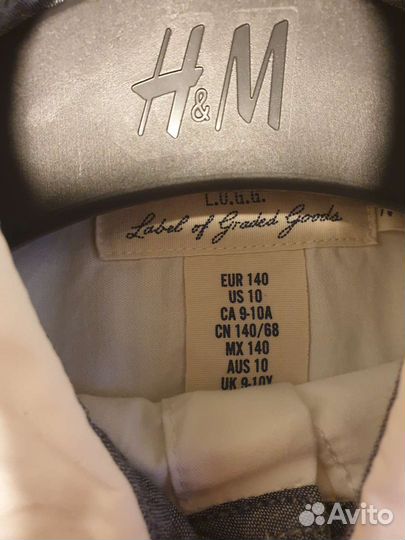 H&M
L.O.G.G.
Label of Graded Goods
EUR 140
US 10
CA 9-10A
CN 140/68
MX 140
AUS 10
UK 9-10Y
Avito